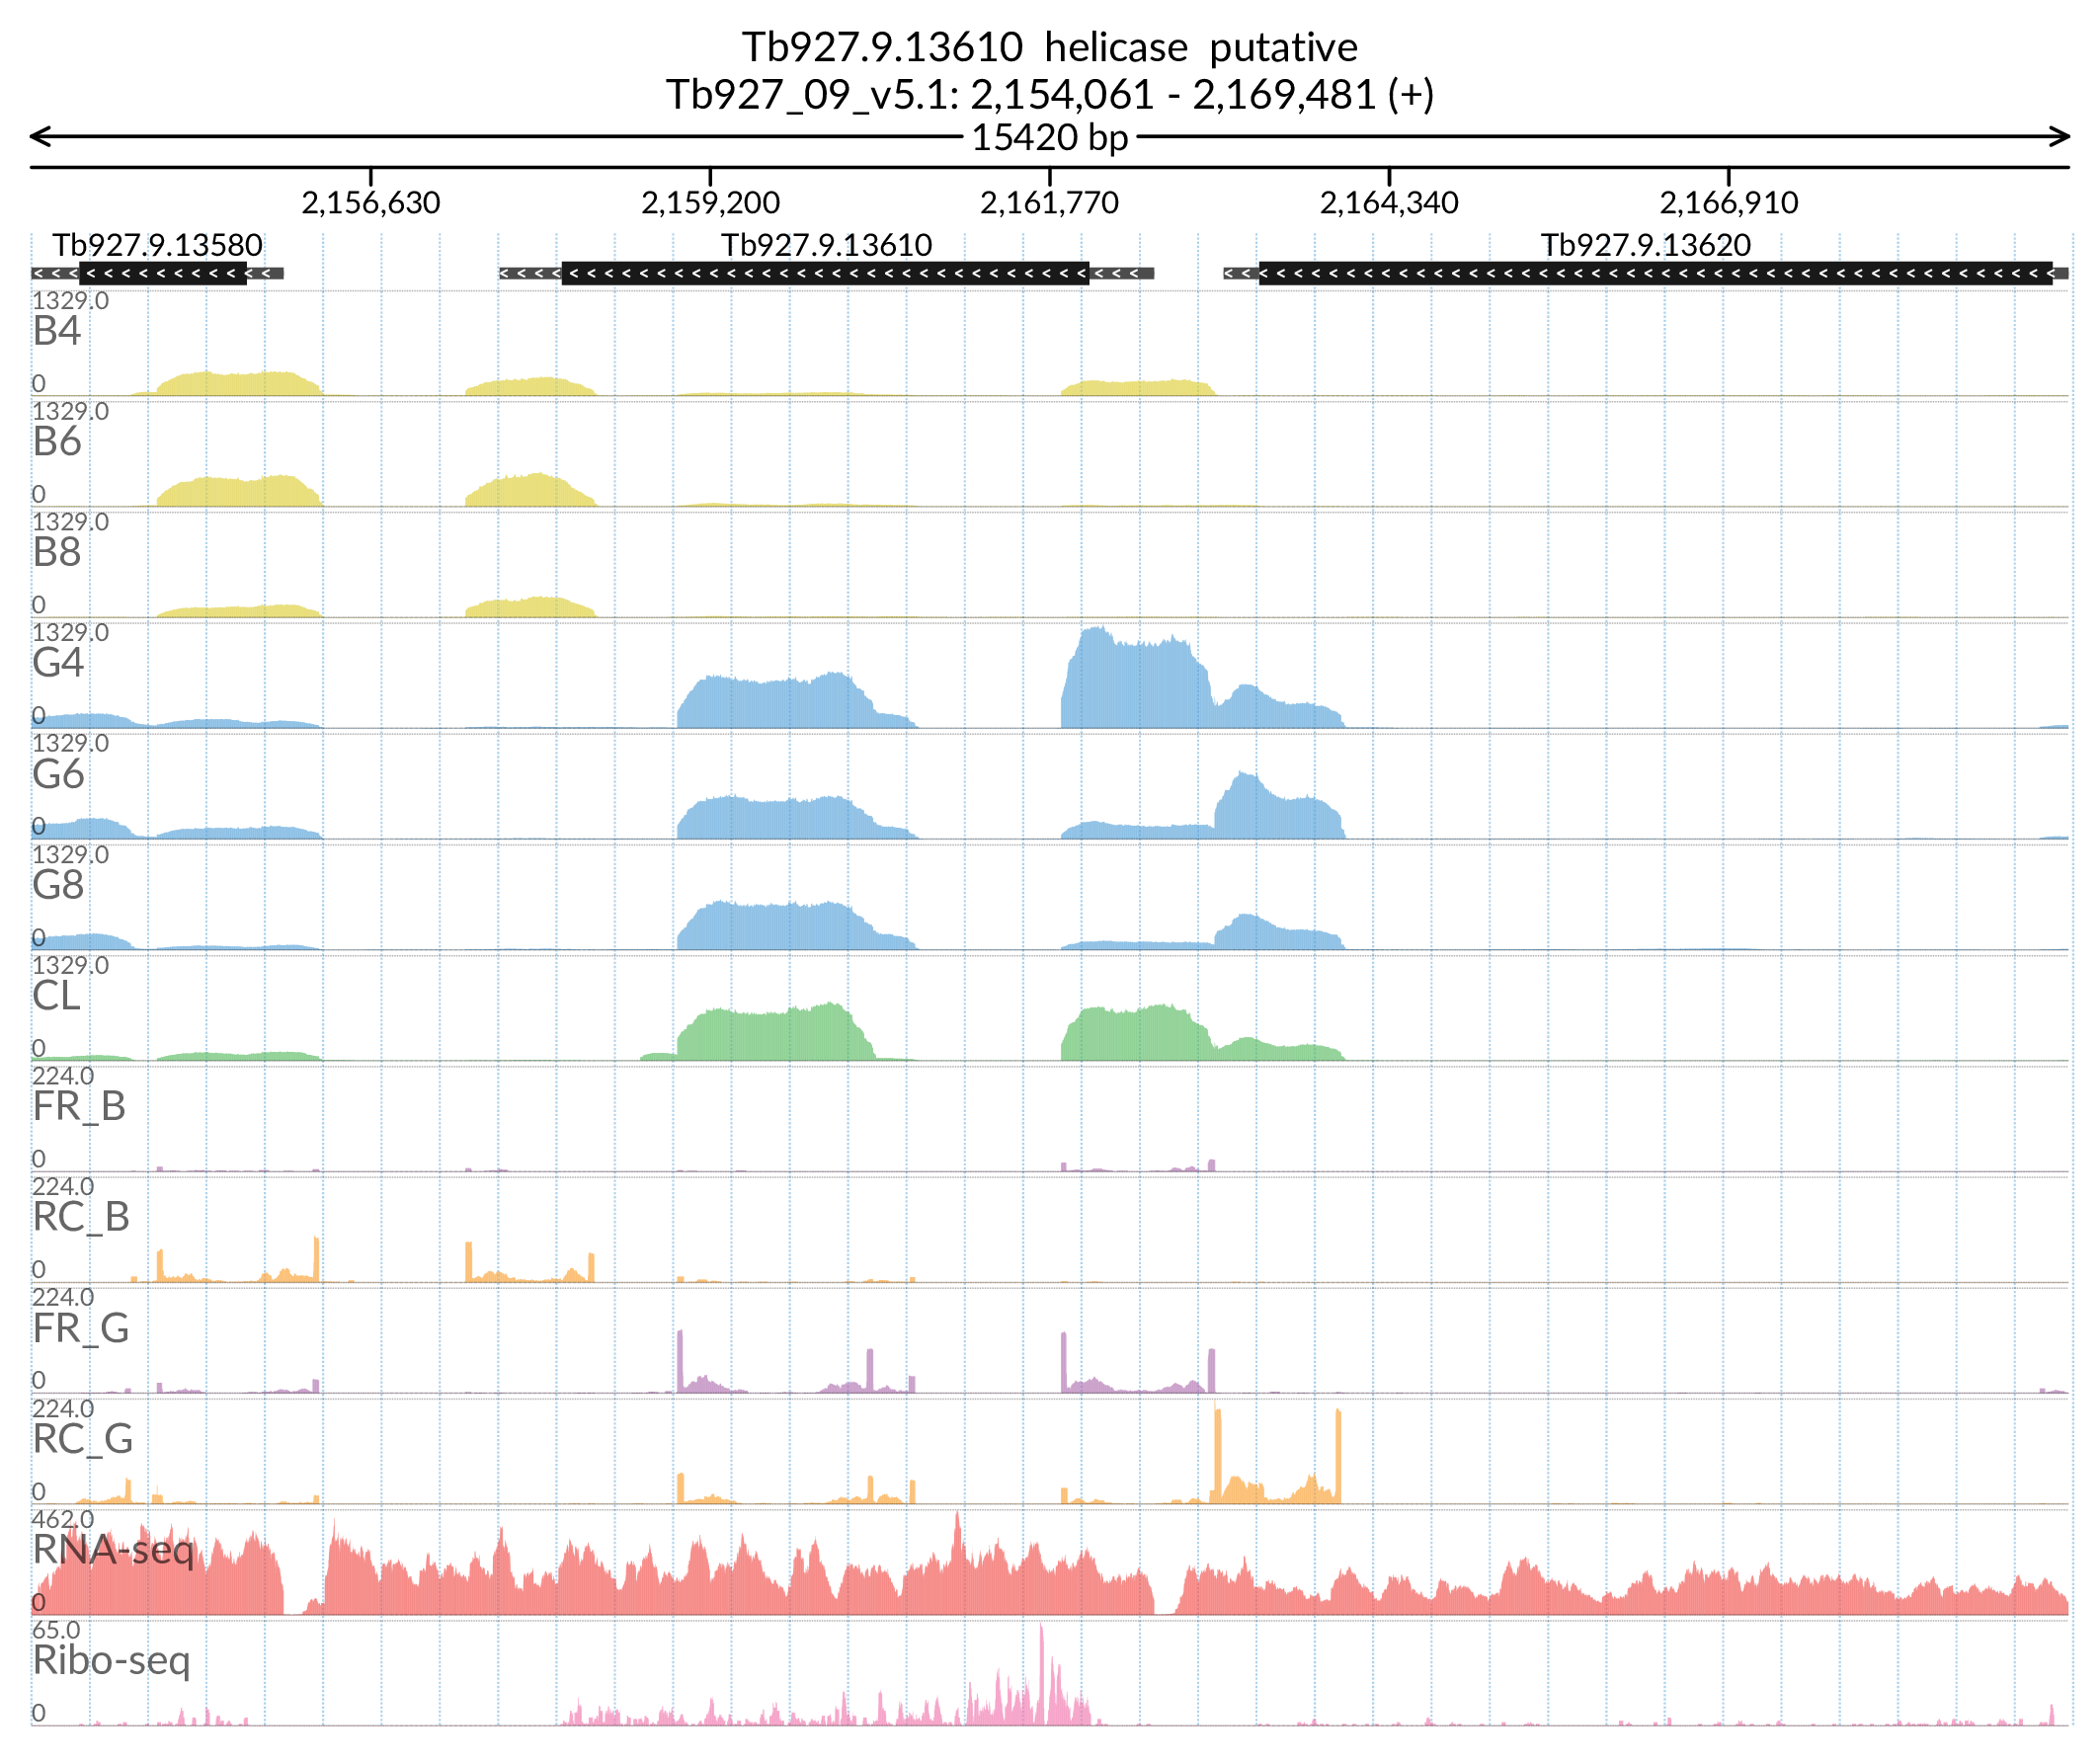 Tb927.9.13610 helicase putative
Tb927_09_v5.1: 2,154,061 - 2,169,481 (+)
15420 bp
2,156,630 2,159,200 2,161,770 2,164,340 2,166,910
Tb927.9.13580 Tb927.9.13610 Tb927.9.13620
1329.0
B4
0
1329.0
B6
0
1329.0
B8
0
1329.0
G4
0
1329.0
G6
0
1329.0
G8
0
1329.0
CL
0
224.0
FR_B
0
224.0
RC_B
0
224.0
FR_G
0
224.0
RC_G
0
462.0
RNA-seq
0
65.0
Ribo-seq
0